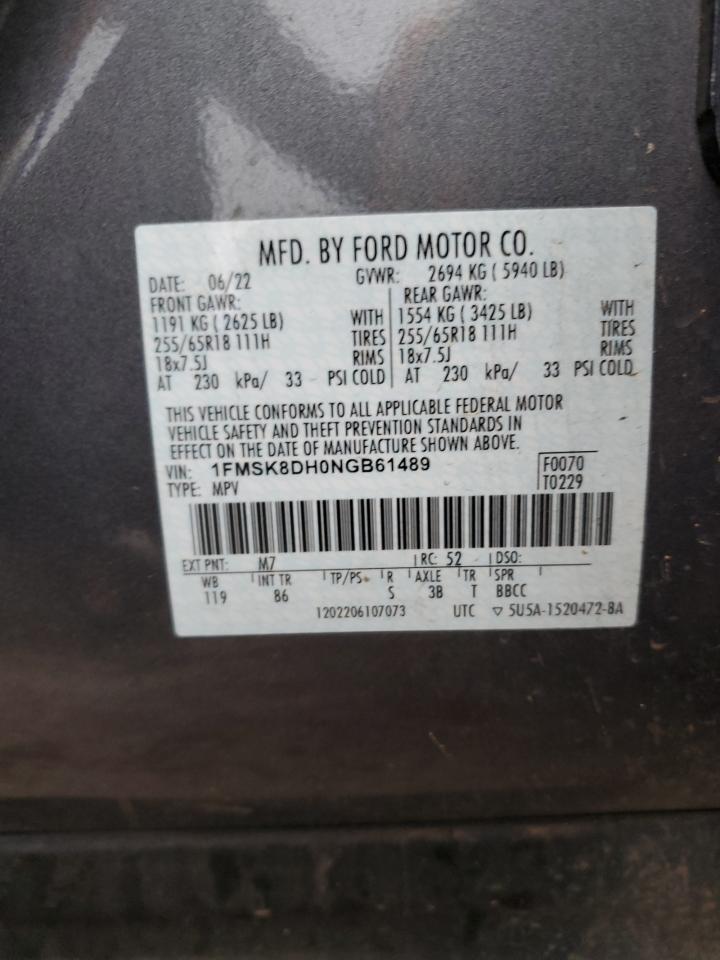 MFD. BY FORD MOTOR CO.
DATE: 06/22 GVWR: 2694 KG ( 5940 LB)
FRONT GAWR: REAR GAWR:
1191 KG ( 2625 LB) WITH 1554 KG ( 3425 LB) WITH
255/65R18 111H TIRES 255/65R18 111H TIRES
18x7.5J RIMS 18x7.5J RIMS
AT 230 kPa/ 33 PSI COLD AT 230 kPa/ 33 PSI COLD
THIS VEHICLE CONFORMS TO ALL APPLICABLE FEDERAL MOTOR
VEHICLE SAFETY AND THEFT PREVENTION STANDARDS IN
EFFECT ON THE DATE OF MANUFACTURE SHOWN ABOVE.
VIN: 1FMSK8DH0NGB61489 F0070
TYPE: MPV T0229
EXT PNT: M7 RC: 52 DSO:
WB INT TR TP/PS R AXLE TR SPR
119 86 S 3B T BBCC
1202206107073 UTC ▽ 5U5A-1520472-BA